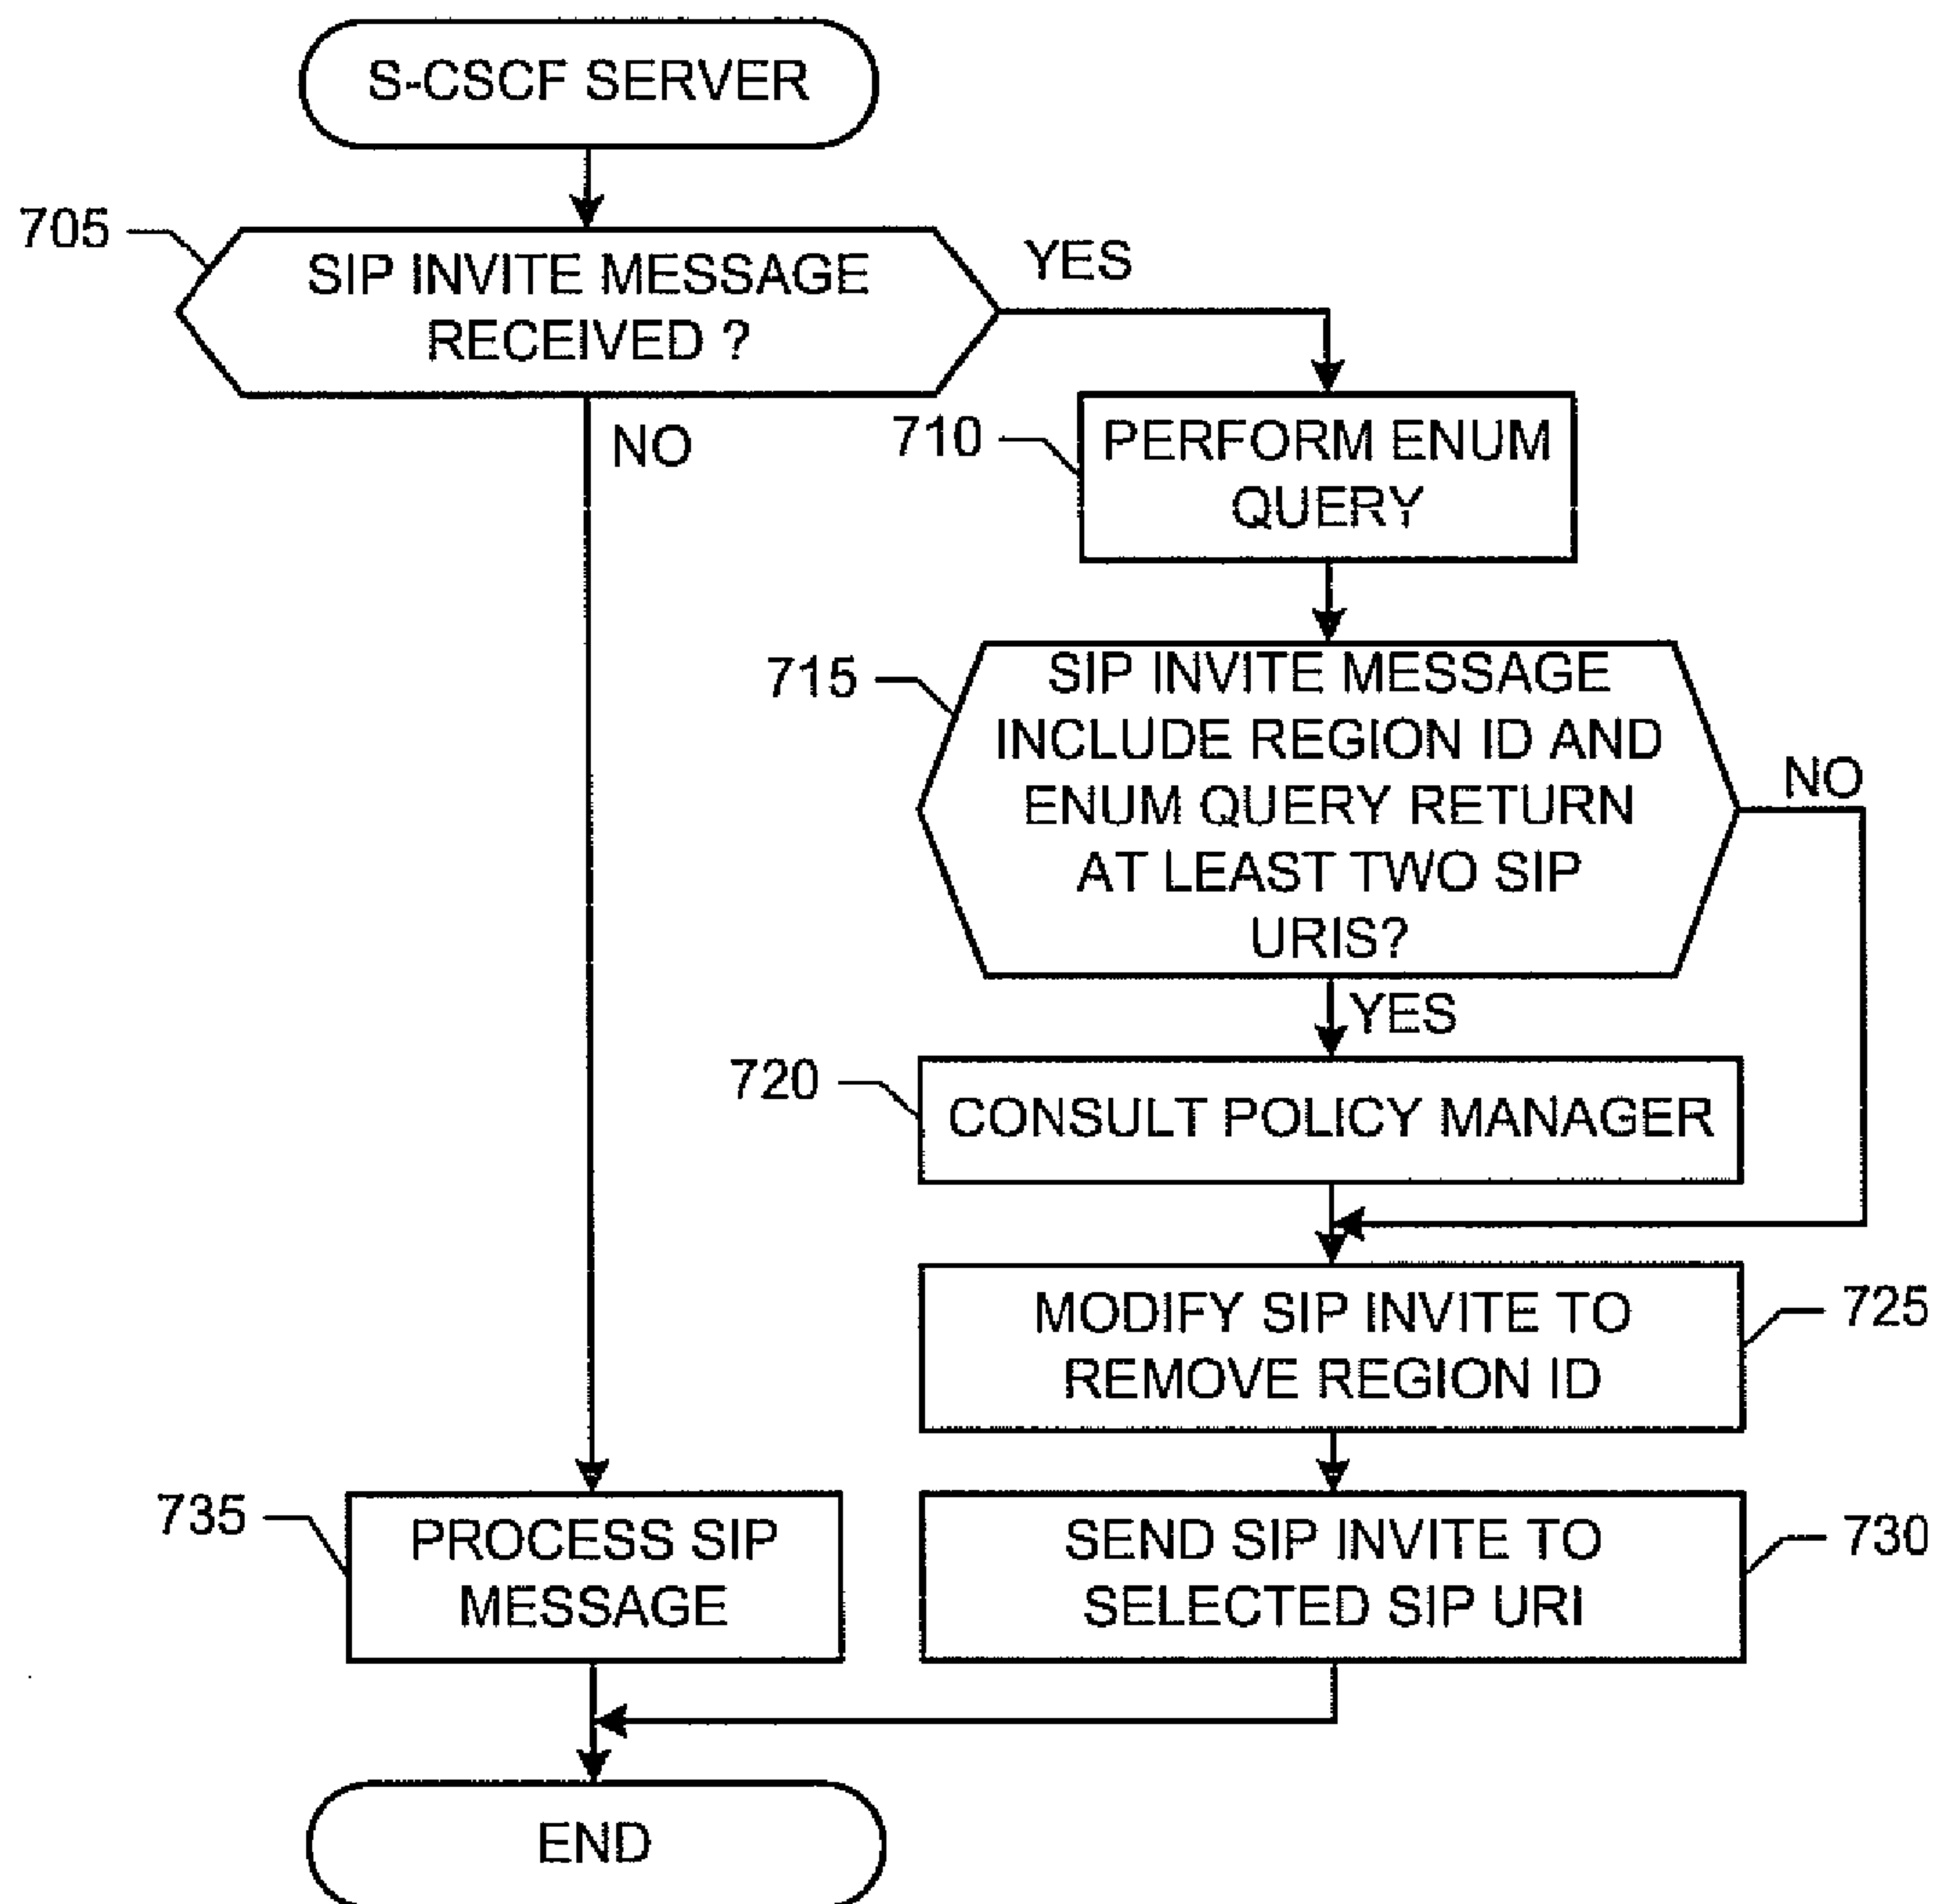 S-CSCF SERVER
705
SIP INVITE MESSAGE
RECEIVED ?
YES
NO
710
PERFORM ENUM
QUERY
715
SIP INVITE MESSAGE
INCLUDE REGION ID AND
ENUM QUERY RETURN
AT LEAST TWO SIP
URIS?
NO
YES
720
CONSULT POLICY MANAGER
MODIFY SIP INVITE TO
REMOVE REGION ID
725
735
PROCESS SIP
MESSAGE
SEND SIP INVITE TO
SELECTED SIP URI
730
END